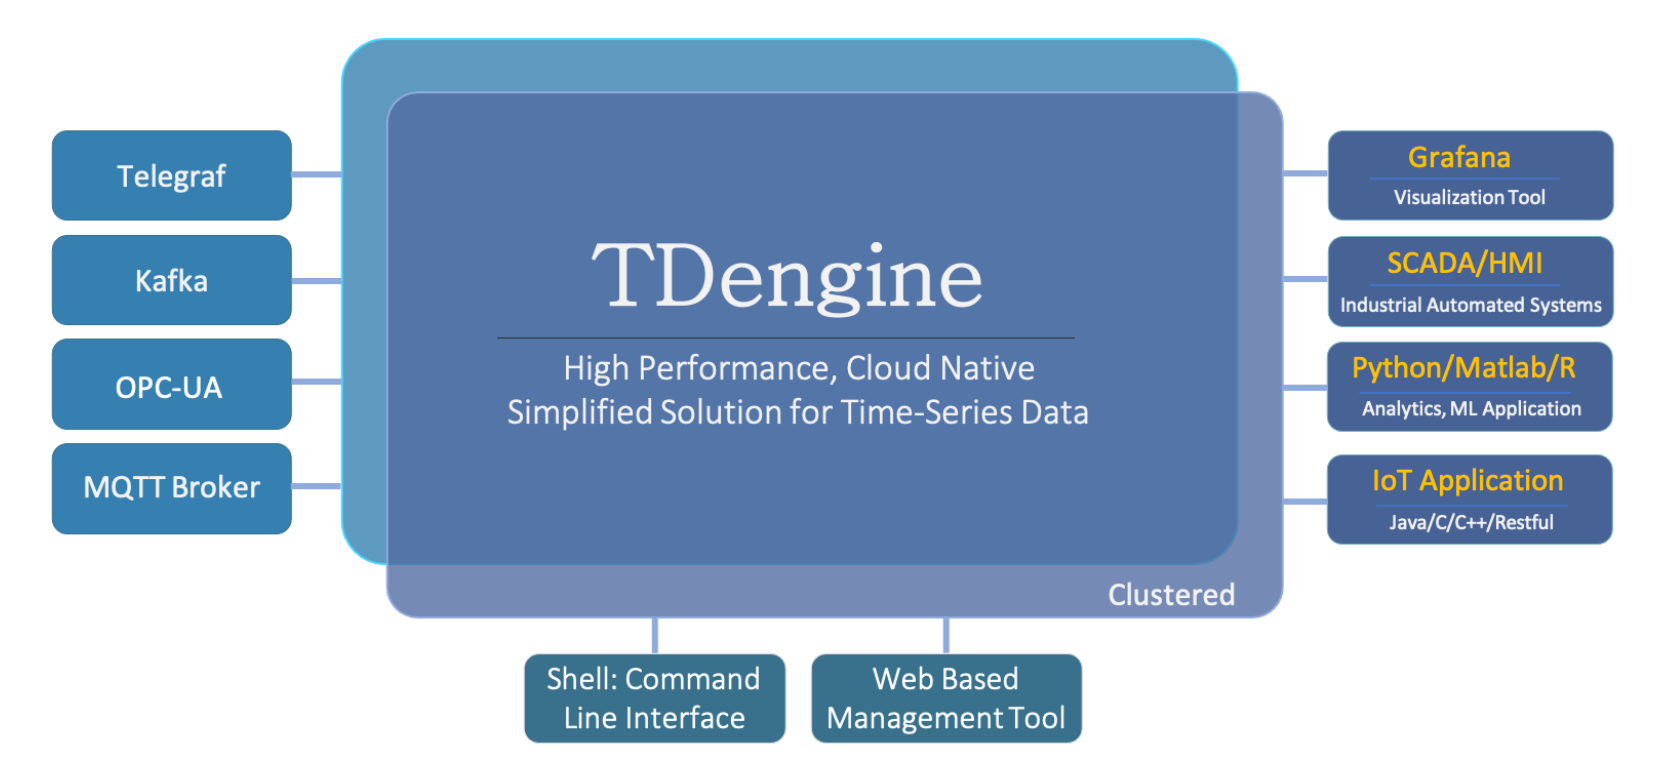 Telegraf
Kafka
OPC-UA
MQTT Broker
TDengine
High Performance, Cloud Native
Simplified Solution for Time-Series Data
Clustered
Grafana
Visualization Tool
SCADA/HMI
Industrial Automated Systems
Python/Matlab/R
Analytics, ML Application
IoT Application
Java/C/C++/Restful
Shell: Command
Line Interface
Web Based
Management Tool